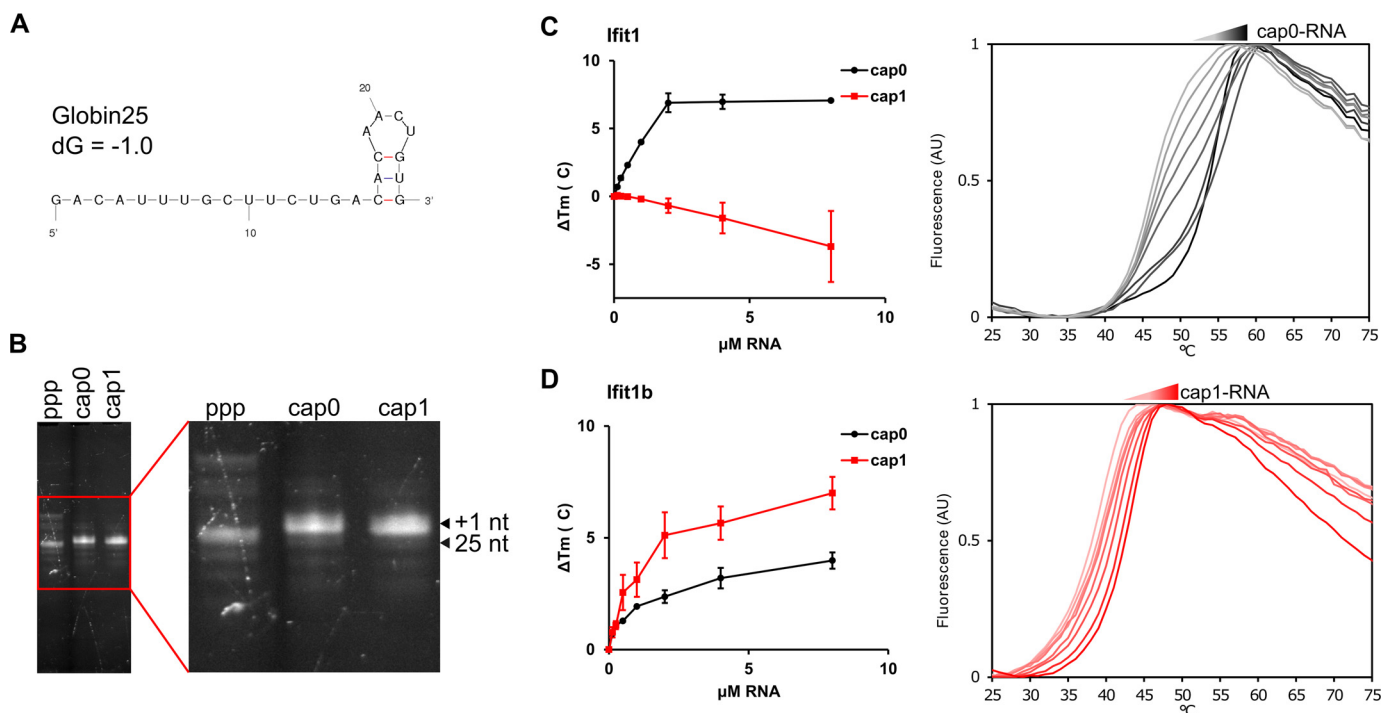 A
Globin25
dG = -1.0
20
A
A
C
A
U
C
G
A
U
G A C A U U U G C U U C U G A C G 3'
5'
10
B
ppp
cap0
cap1
ppp cap0 cap1
+1 nt
25 nt
C
Ifit1
cap0
cap1
10
5
0
-5
ΔTm ( C)
0 5 10
µM RNA
cap0-RNA
1
0.5
0
Fluorescence (AU)
25 30 35 40 45 50 55 60 65 70 75
ºC
D
Ifit1b
cap0
cap1
10
5
0
ΔTm ( C)
0 5 10
µM RNA
cap1-RNA
1
0.5
0
Fluorescence (AU)
25 30 35 40 45 50 55 60 65 70 75
ºC